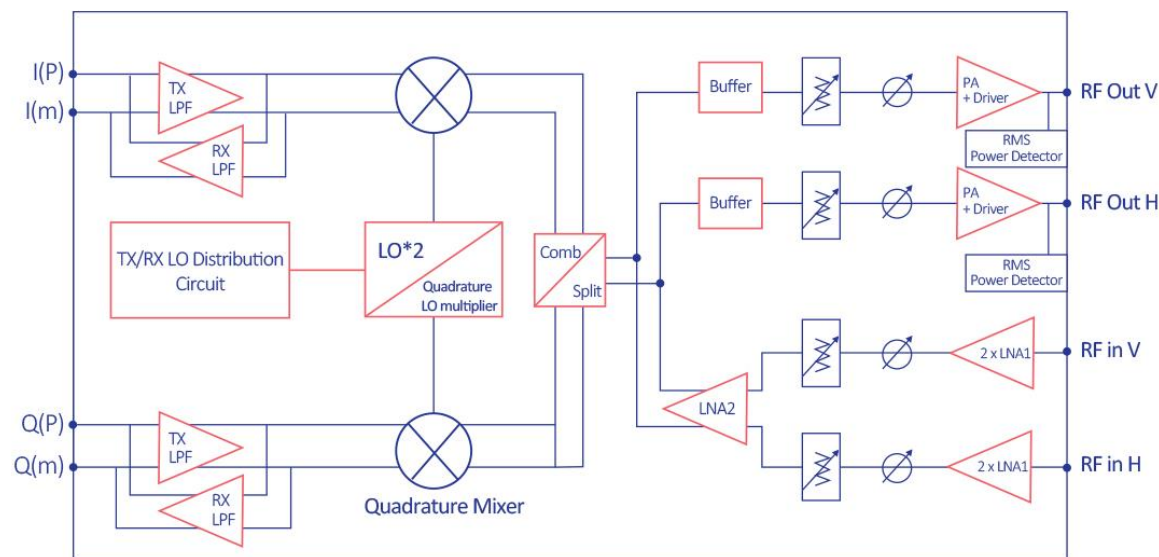 I(P)
I(m)
TX
LPF
RX
LPF
Buffer
PA
+ Driver
RF Out V
RMS
Power Detector
Buffer
PA
+ Driver
RF Out H
RMS
Power Detector
TX/RX LO Distribution
Circuit
LO*2
Quadrature
LO multiplier
Comb
Split
2 x LNA1
RF in V
LNA2
2 x LNA1
RF in H
Q(P)
Q(m)
TX
LPF
RX
LPF
Quadrature Mixer